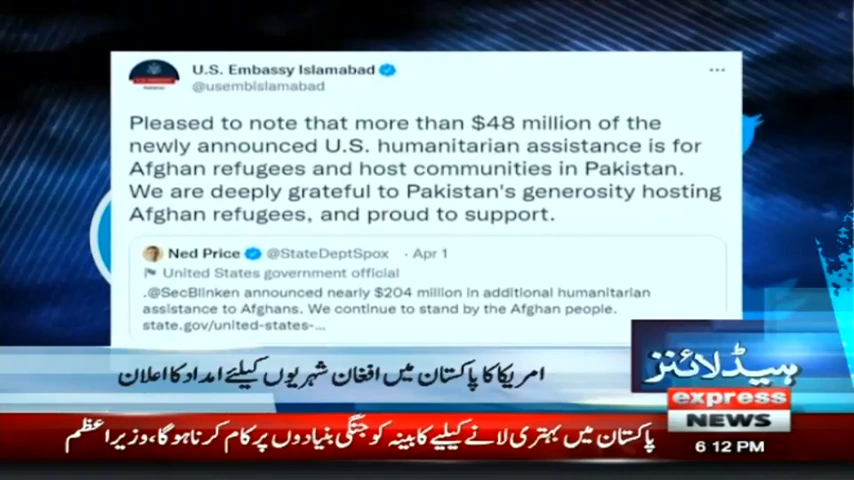 U.S. Embassy Islamabad
@usembislamabad
Pleased to note that more than $48 million of the
newly announced U.S. humanitarian assistance is for
Afghan refugees and host communities in Pakistan.
We are deeply grateful to Pakistan's generosity hosting
Afghan refugees, and proud to support.
Ned Price @StateDeptSpox · Apr 1
United States government official
.@SecBlinken announced nearly $204 million in additional humanitarian
assistance to Afghans. We continue to stand by the Afghan people.
state.gov/united-states-...
امریکا کا پاکستان میں افغان شہریوں کیلئے امداد کا اعلان
ہیڈلائنز
express
NEWS
6:12 PM
پاکستان میں بہتری لانے کیلیے کابینہ کو جنگی بنیادوں پر کام کرنا ہوگا، وزیراعظم